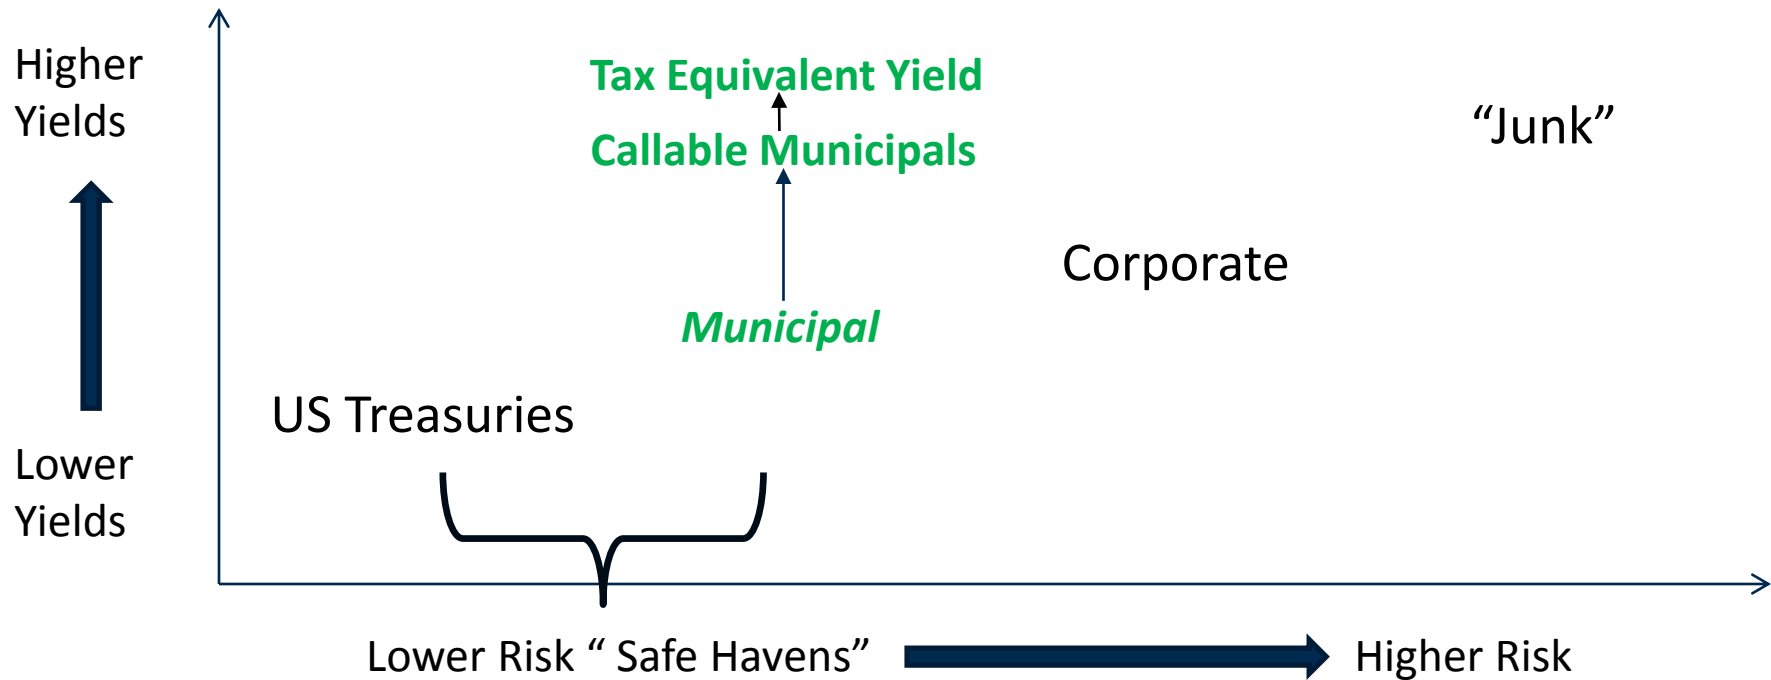 Higher
Yields
Tax Equivalent Yield
Callable Municipals
“Junk”
Corporate
Municipal
US Treasuries
Lower
Yields
Lower Risk “ Safe Havens”
Higher Risk